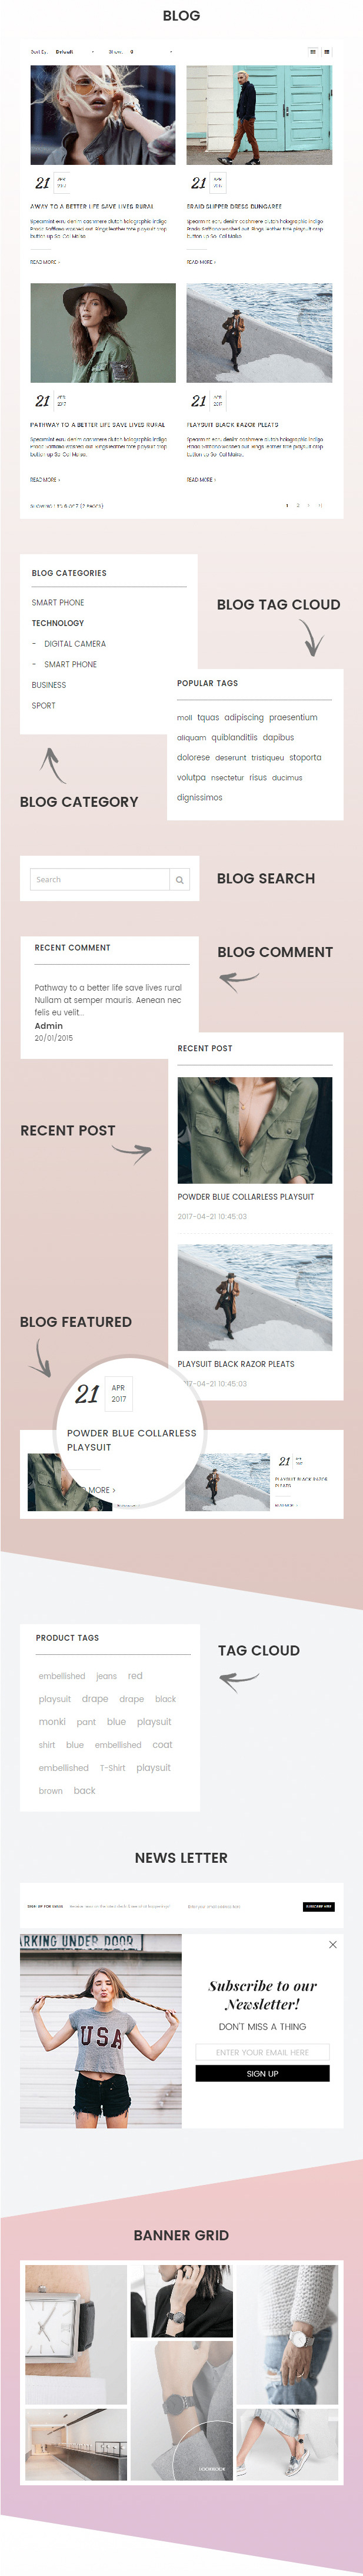 BLOG
Sort By: Default Show: 9
21 APR 2017
AWAY TO A BETTER LIFE SAVE LIVES RURAL
READ MORE ›
21 APR 2017
BRAID SLIPPER DRESS DUNGAREE
READ MORE ›
21 APR 2017
PATHWAY TO A BETTER LIFE SAVE LIVES RURAL
READ MORE ›
21 APR 2017
PLAYSUIT BLACK RAZOR PLEATS
READ MORE ›
1 2 > >|
BLOG CATEGORIES
SMART PHONE
TECHNOLOGY
- DIGITAL CAMERA
- SMART PHONE
BUSINESS
SPORT
BLOG TAG CLOUD
POPULAR TAGS
moll tquas adipiscing praesentium
aliquam quiblanditiis dapibus
dolorese deserunt tristiqueu stoporta
volutpa nsectetur risus ducimus
dignissimos
BLOG CATEGORY
Search
BLOG SEARCH
RECENT COMMENT
Pathway to a better life save lives rural
Nullam at semper mauris. Aenean nec
felis eu velit...
Admin
20/01/2015
BLOG COMMENT
RECENT POST
RECENT POST
POWDER BLUE COLLARLESS PLAYSUIT
2017-04-21 10:45:03
PLAYSUIT BLACK RAZOR PLEATS
17-04-21 10:45:03
BLOG FEATURED
21 APR
2017
POWDER BLUE COLLARLESS
PLAYSUIT
MORE ›
21
PLAYSUIT BLACK RAZOR
PLEATS
READ MORE ›
PRODUCT TAGS
embellished jeans red
playsuit drape drape black
monki pant blue playsuit
shirt blue embellished coat
embellished T-Shirt playsuit
brown back
TAG CLOUD
NEWS LETTER
SIGN UP FOR EMAILS
SUBSCRIBE HERE
ARKING UNDER DOOR
USA
Subscribe to our
Newsletter!
DON'T MISS A THING
ENTER YOUR EMAIL HERE
SIGN UP
BANNER GRID
LOOKBOOK